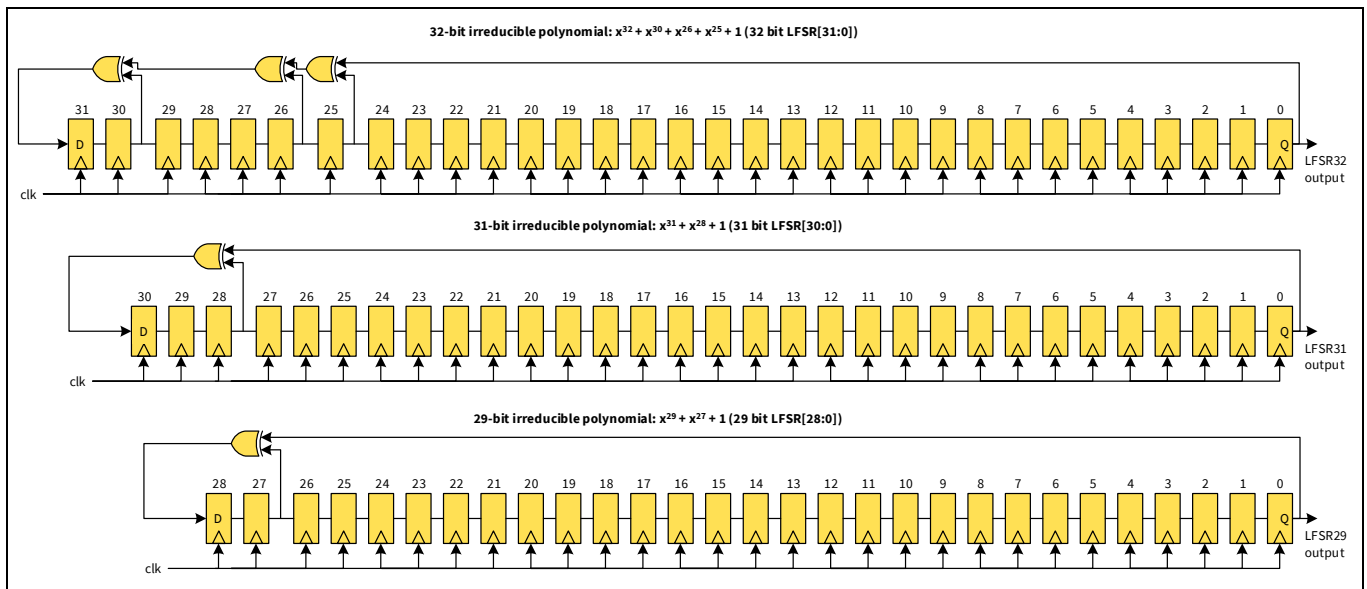 32-bit irreducible polynomial: x³² + x³⁰ + x²⁶ + x²⁵ + 1 (32 bit LFSR[31:0])
31 30 29 28 27 26 25 24 23 22 21 20 19 18 17 16 15 14 13 12 11 10 9 8 7 6 5 4 3 2 1 0
D Q
LFSR32
output
clk
31-bit irreducible polynomial: x³¹ + x²⁸ + 1 (31 bit LFSR[30:0])
30 29 28 27 26 25 24 23 22 21 20 19 18 17 16 15 14 13 12 11 10 9 8 7 6 5 4 3 2 1 0
D Q
LFSR31
output
clk
29-bit irreducible polynomial: x²⁹ + x²⁷ + 1 (29 bit LFSR[28:0])
28 27 26 25 24 23 22 21 20 19 18 17 16 15 14 13 12 11 10 9 8 7 6 5 4 3 2 1 0
D Q
LFSR29
output
clk